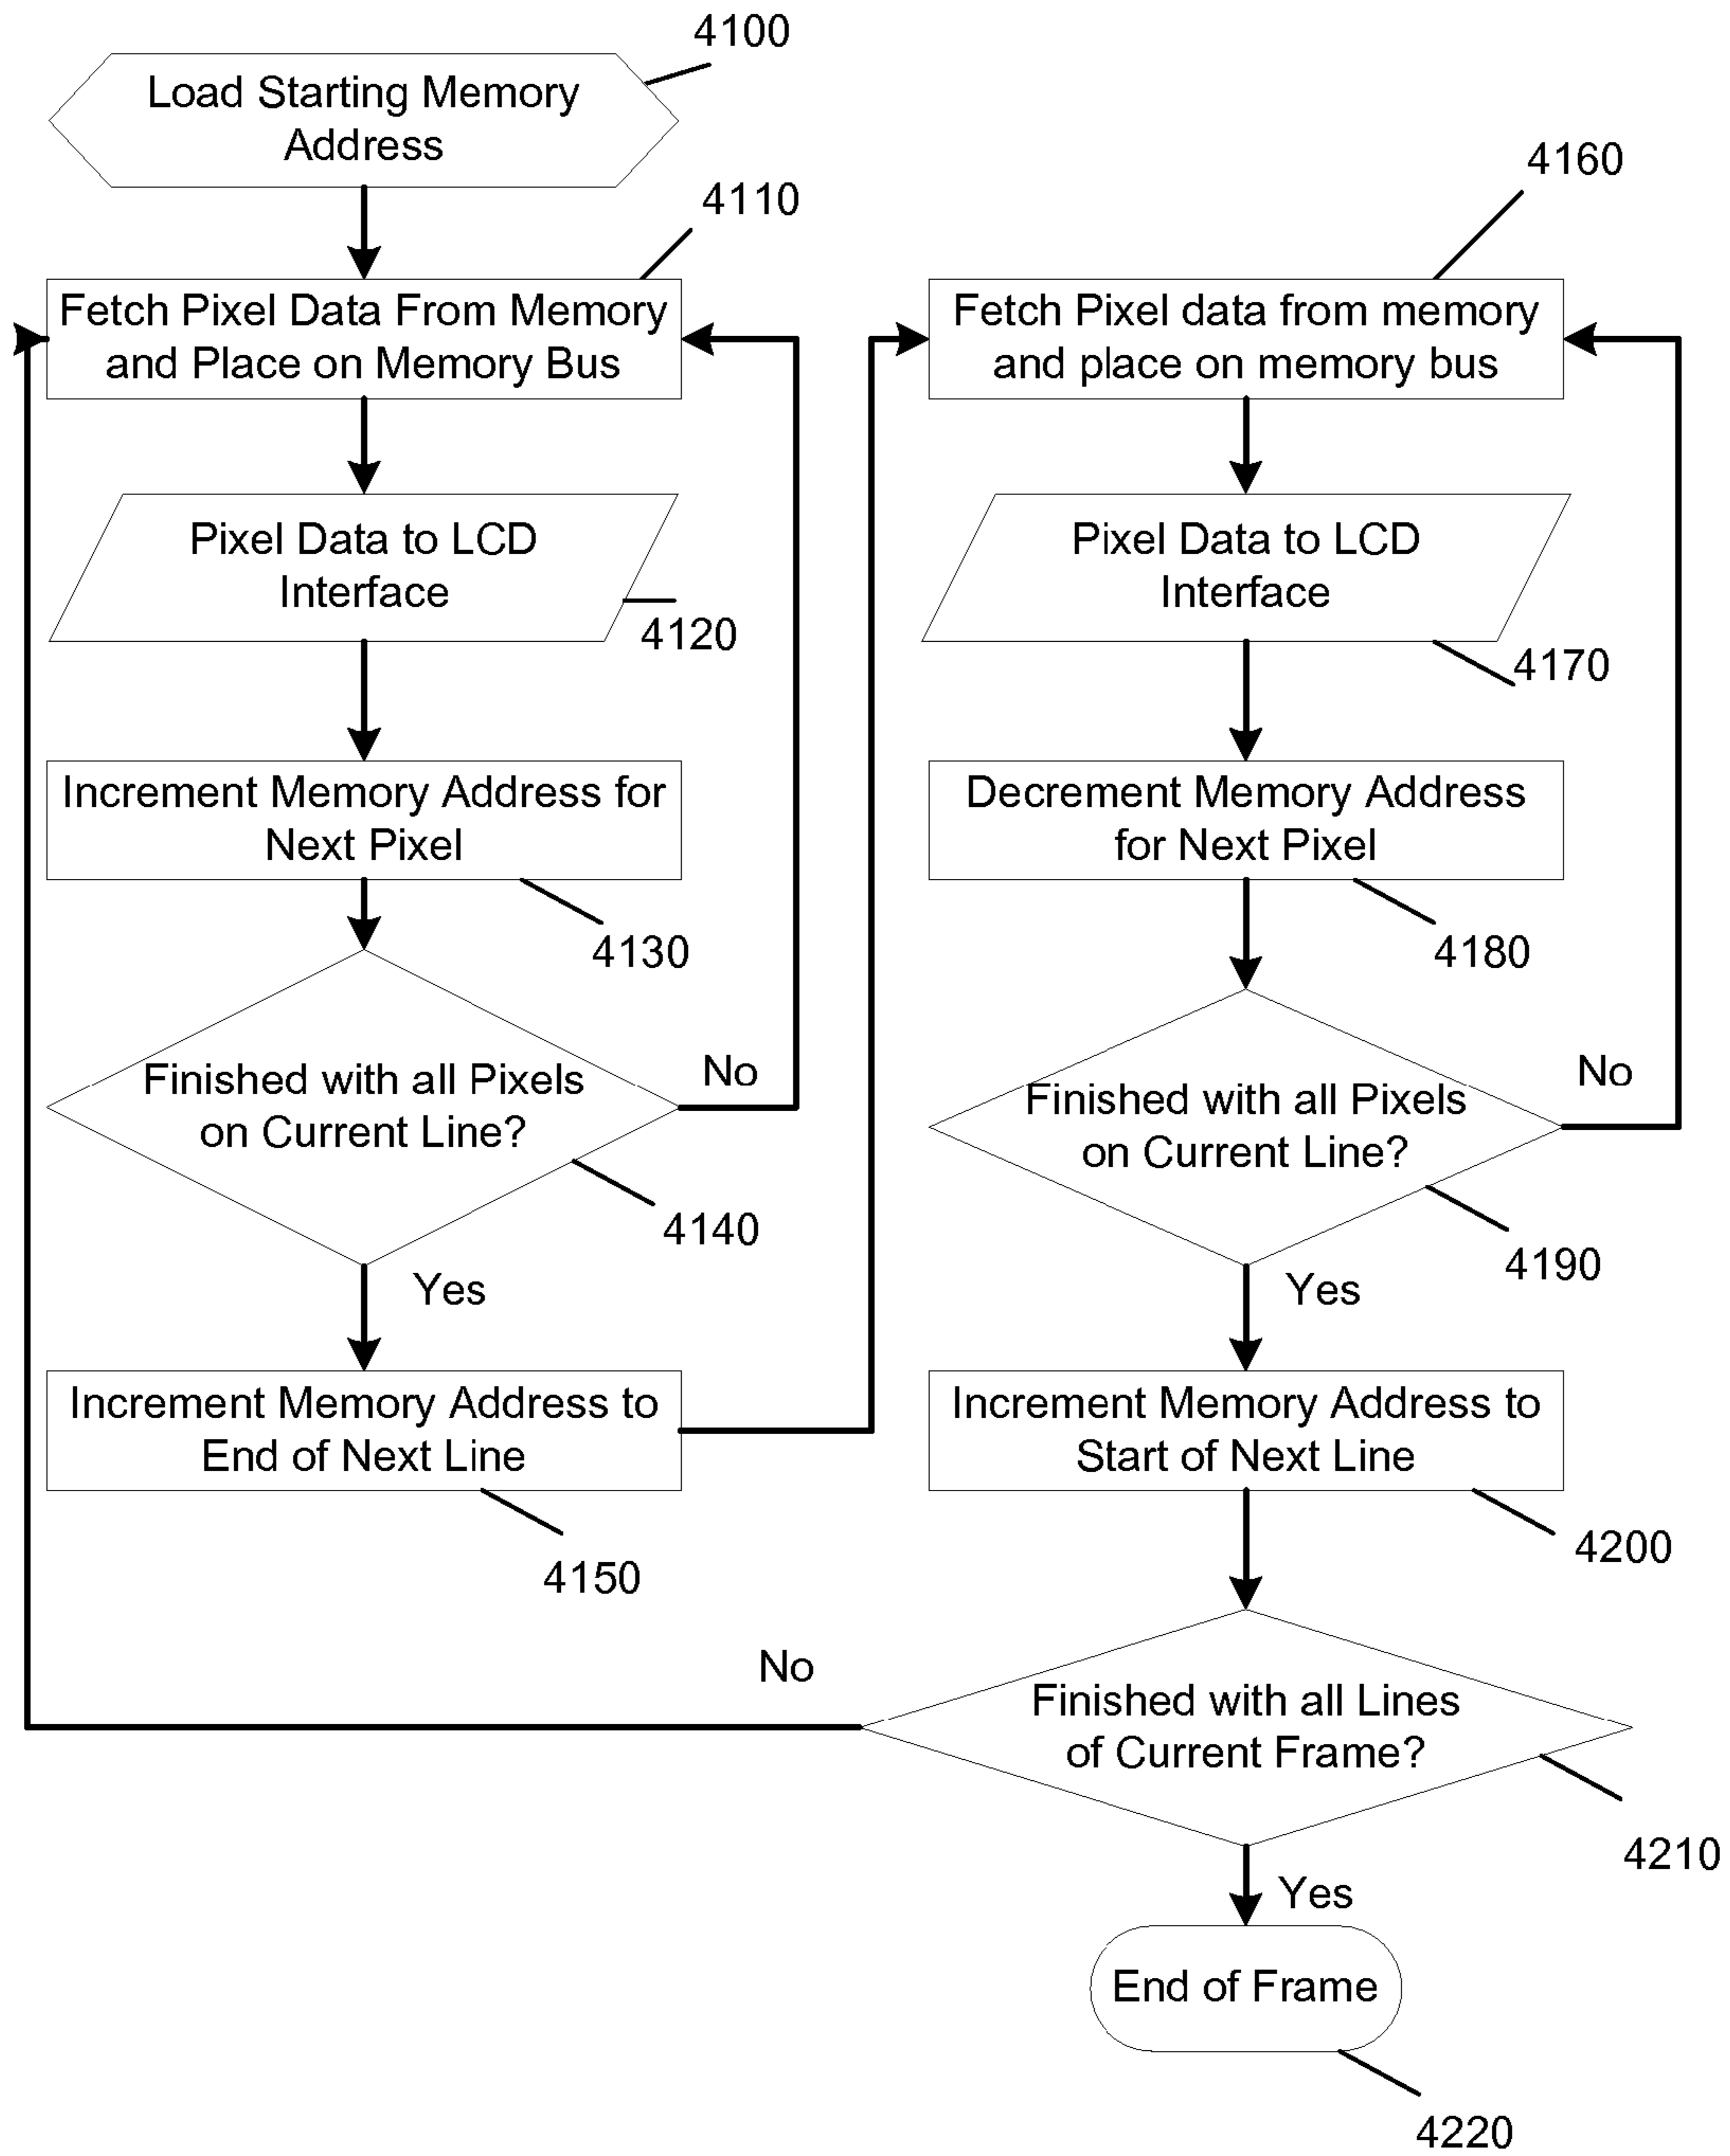 4100
Load Starting Memory
Address
4110
Fetch Pixel Data From Memory
and Place on Memory Bus
Pixel Data to LCD
Interface
4120
Increment Memory Address for
Next Pixel
4130
Finished with all Pixels
on Current Line?
No
4140
Yes
Increment Memory Address to
End of Next Line
4150
4160
Fetch Pixel data from memory
and place on memory bus
Pixel Data to LCD
Interface
4170
Decrement Memory Address
for Next Pixel
4180
Finished with all Pixels
on Current Line?
No
4190
Yes
Increment Memory Address to
Start of Next Line
4200
No
Finished with all Lines
of Current Frame?
4210
Yes
End of Frame
4220